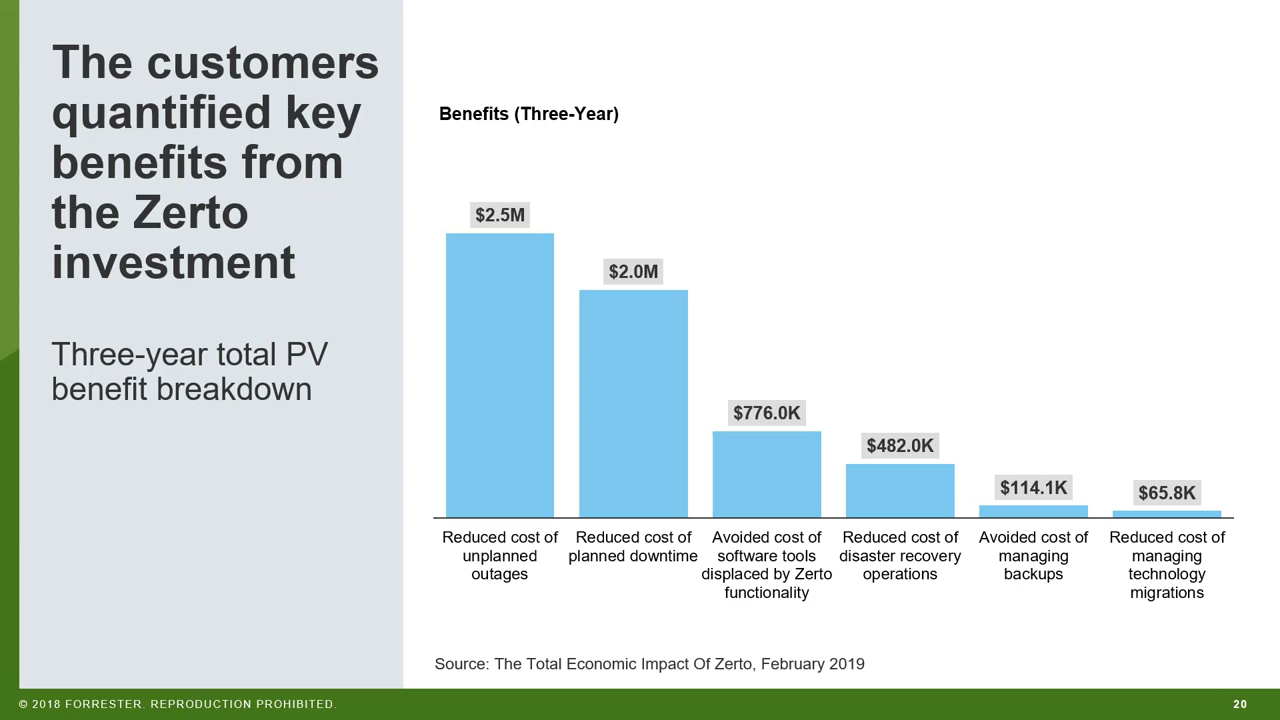 The customers
quantified key
benefits from
the Zerto
investment
Three-year total PV
benefit breakdown
Benefits (Three-Year)
$2.5M
$2.0M
$776.0K
$482.0K
$114.1K
$65.8K
Reduced cost of
unplanned
outages
Reduced cost of
planned downtime
Avoided cost of
software tools
displaced by Zerto
functionality
Reduced cost of
disaster recovery
operations
Avoided cost of
managing
backups
Reduced cost of
managing
technology
migrations
Source: The Total Economic Impact Of Zerto, February 2019
© 2018 FORRESTER. REPRODUCTION PROHIBITED.
20